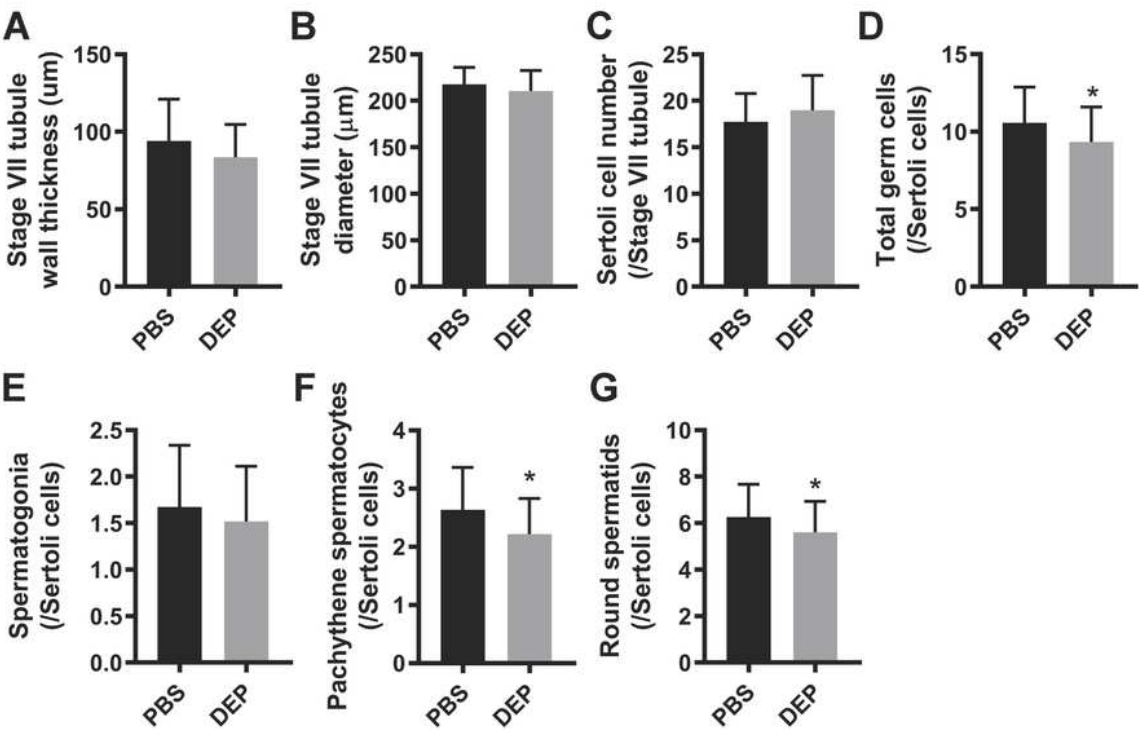 A
Stage VII tubule
wall thickness (um)
150
100
50
0
PBS
DEP
B
Stage VII tubule
diameter (μm)
250
200
150
100
50
0
PBS
DEP
C
Sertoli cell number
(/Stage VII tubule)
25
20
15
10
5
0
PBS
DEP
D
Total germ cells
(/Sertoli cells)
15
10
5
0
*
PBS
DEP
E
Spermatogonia
(/Sertoli cells)
2.5
2.0
1.5
1.0
0.5
0.0
PBS
DEP
F
Pachythene spermatocytes
(/Sertoli cells)
4
3
2
1
0
*
PBS
DEP
G
Round spermatids
(/Sertoli cells)
10
8
6
4
2
0
*
PBS
DEP